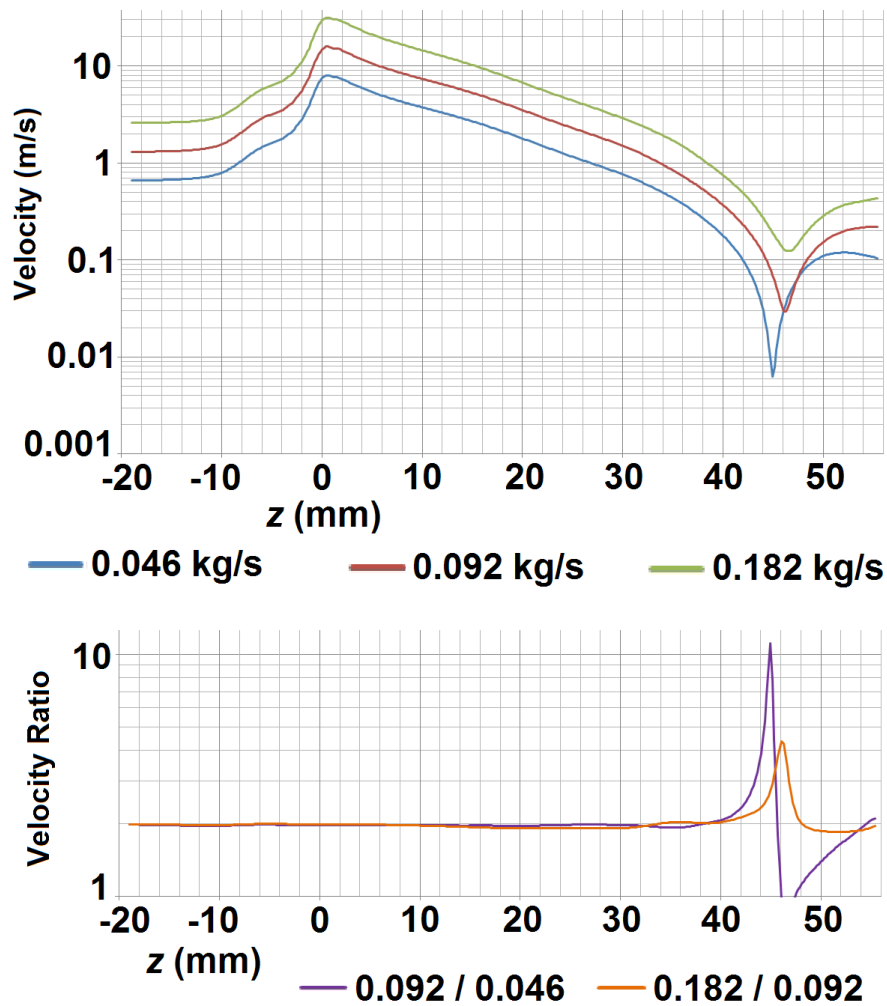 Velocity (m/s)
10
1
0.1
0.01
0.001
-20 -10 0 10 20 30 40 50
z (mm)
0.046 kg/s 0.092 kg/s 0.182 kg/s
Velocity Ratio
10
1
-20 -10 0 10 20 30 40 50
z (mm)
0.092 / 0.046 0.182 / 0.092